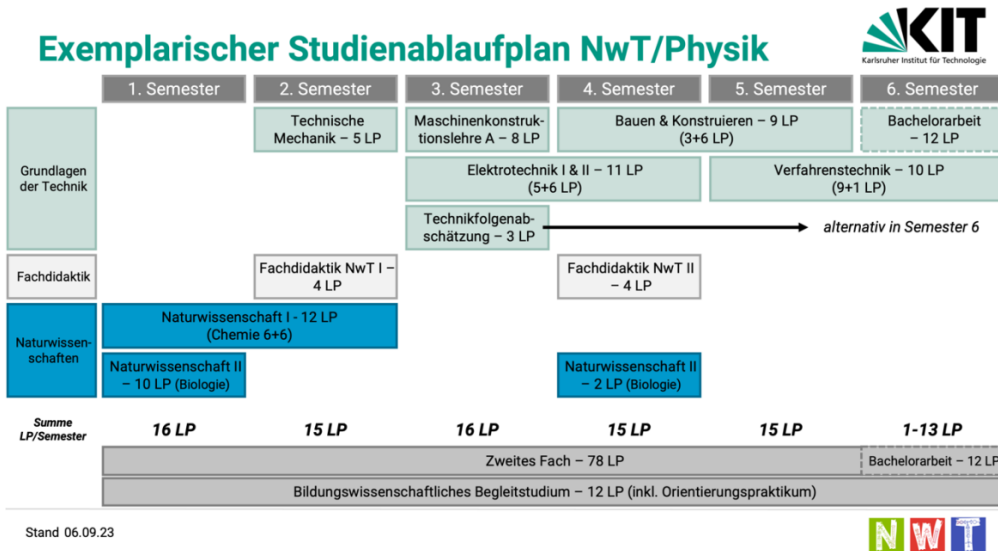 Exemplarischer Studienablaufplan NwT/Physik
KIT
Karlsruher Institut für Technologie
1. Semester
2. Semester
3. Semester
4. Semester
5. Semester
6. Semester
Grundlagen
der Technik
Technische
Mechanik – 5 LP
Maschinenkonstruk-
tionslehre A – 8 LP
Bauen & Konstruieren – 9 LP
(3+6 LP)
Bachelorarbeit
– 12 LP
Elektrotechnik I & II – 11 LP
(5+6 LP)
Verfahrenstechnik – 10 LP
(9+1 LP)
Technikfolgenab-
schätzung – 3 LP
alternativ in Semester 6
Fachdidaktik
Fachdidaktik NwT I –
4 LP
Fachdidaktik NwT II
– 4 LP
Naturwissen-
schaften
Naturwissenschaft I - 12 LP
(Chemie 6+6)
Naturwissenschaft II
– 10 LP (Biologie)
Naturwissenschaft II
– 2 LP (Biologie)
Summe
LP/Semester
16 LP
15 LP
16 LP
15 LP
15 LP
1-13 LP
Zweites Fach – 78 LP
Bachelorarbeit – 12 LP
Bildungswissenschaftliches Begleitstudium – 12 LP (inkl. Orientierungspraktikum)
Stand 06.09.23
NWT